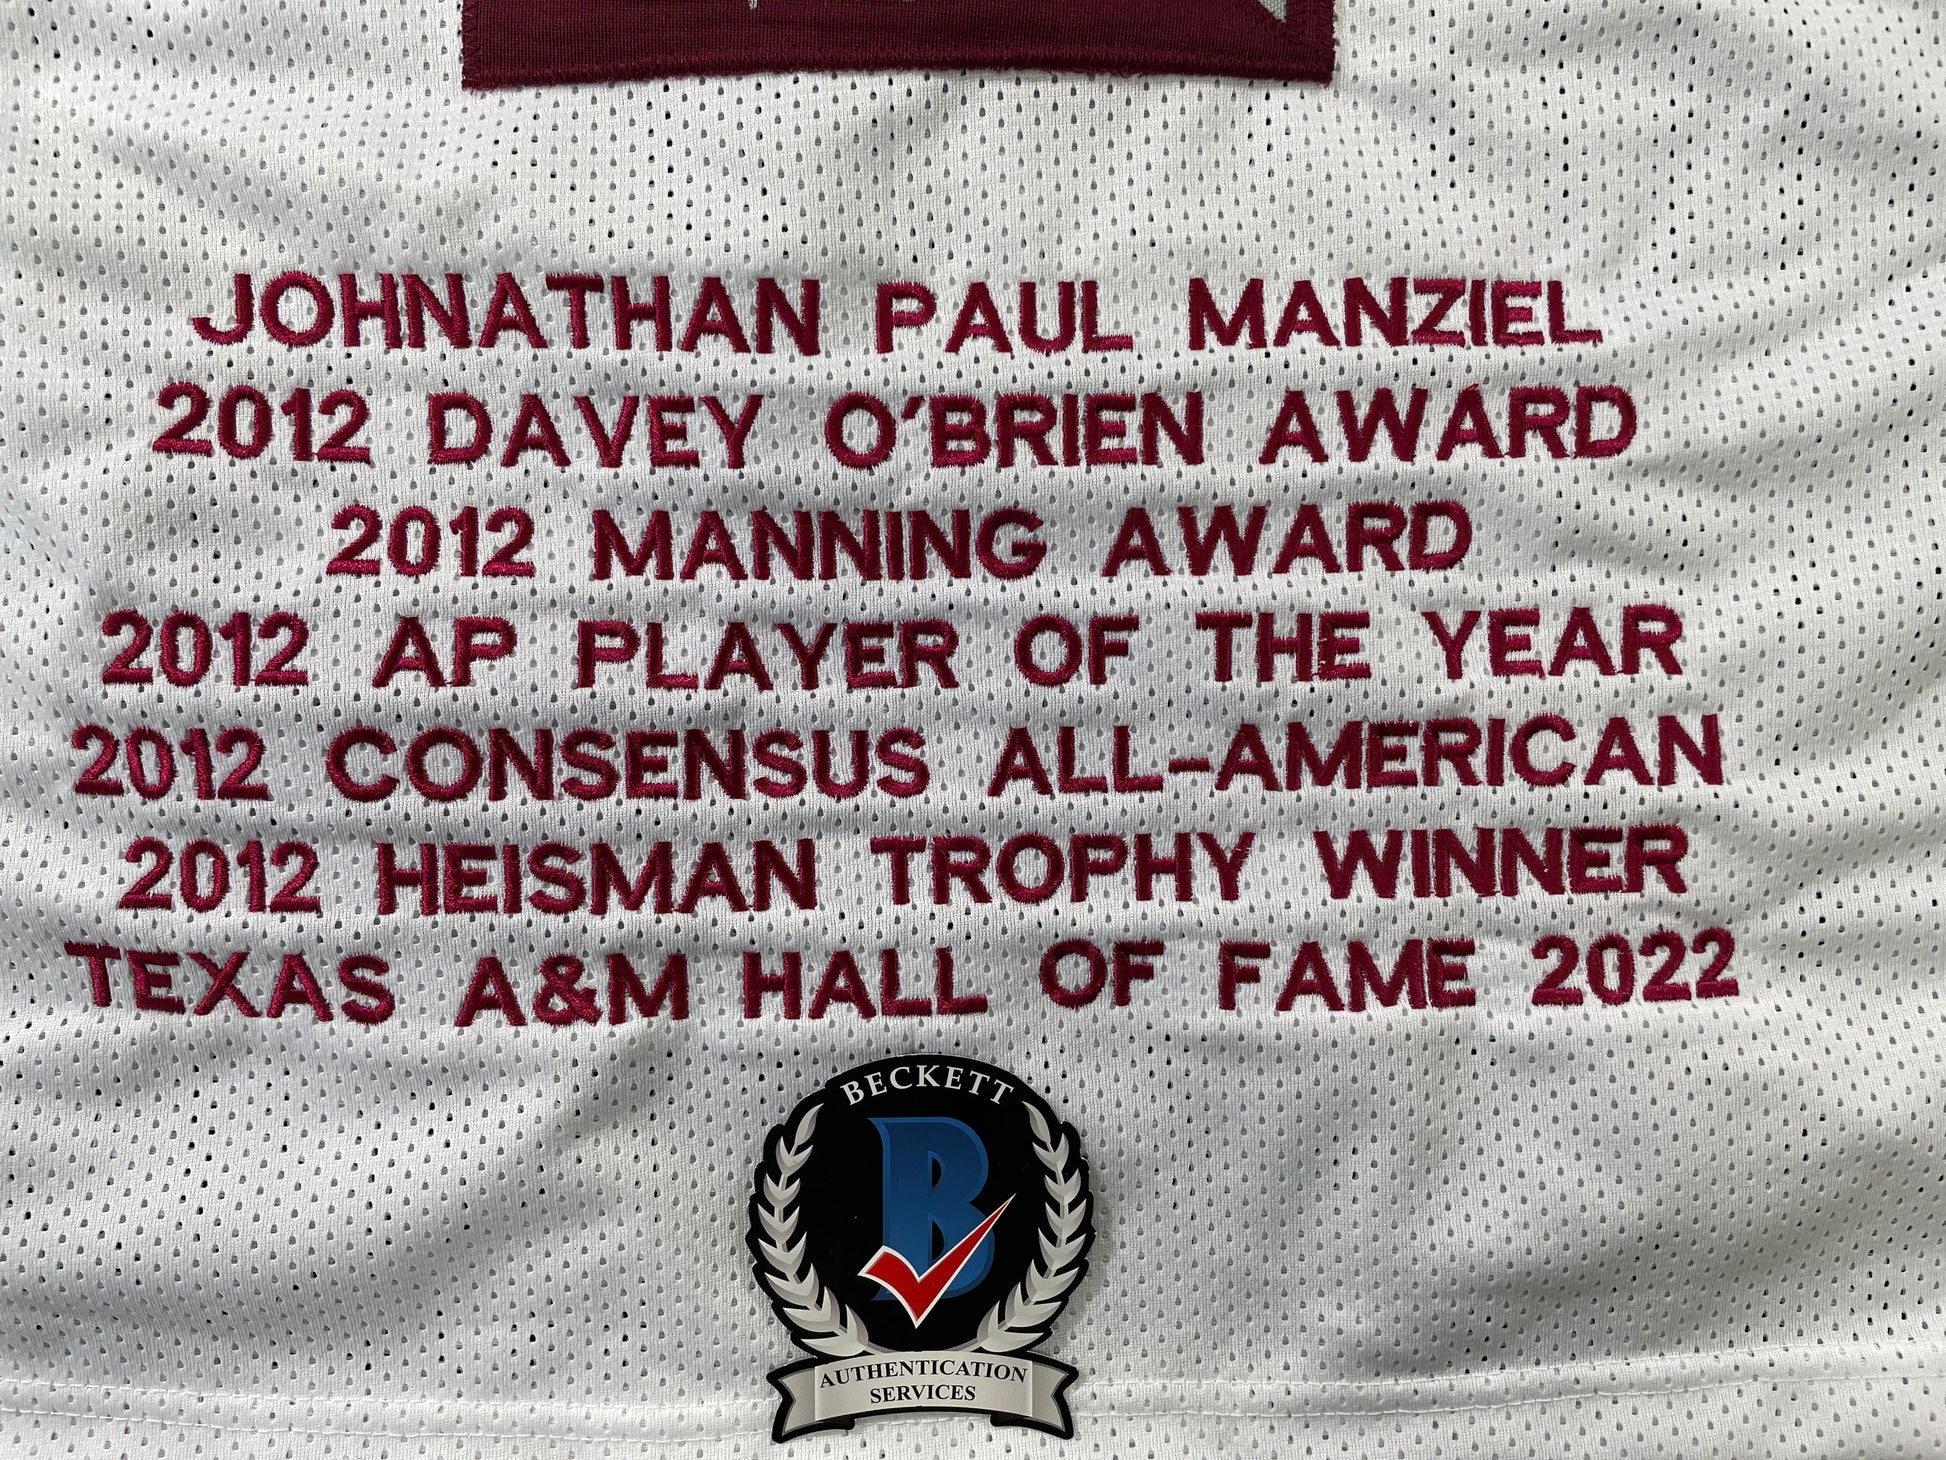 JOHNATHAN PAUL MANZIEL
2012 DAVEY O'BRIEN AWARD
2012 MANNING AWARD
2012 AP PLAYER OF THE YEAR
2012 CONSENSUS ALL-AMERICAN
2012 HEISMAN TROPHY WINNER
TEXAS A&M HALL OF FAME 2022
BECKETT
B
AUTHENTICATION
SERVICES